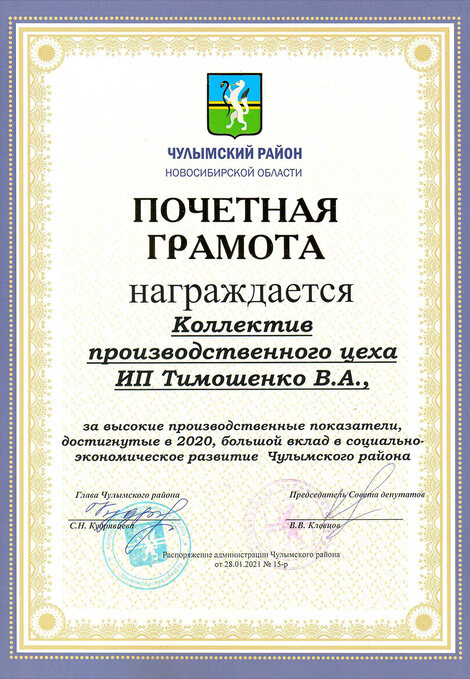 ЧУЛЫМСКИЙ РАЙОН
НОВОСИБИРСКОЙ ОБЛАСТИ
ПОЧЕТНАЯ
ГРАМОТА
награждается
Коллектив
производственного цеха
ИП Тимошенко В.А.,
за высокие производственные показатели,
достигнутые в 2020, большой вклад в социально-
экономическое развитие Чулымского района
Глава Чулымского района
Председатель Совета депутатов
С.Н. Кудрявцева
В.В. Клевцов
Распоряжение администрации Чулымского района
от 28.01.2021 № 15-р